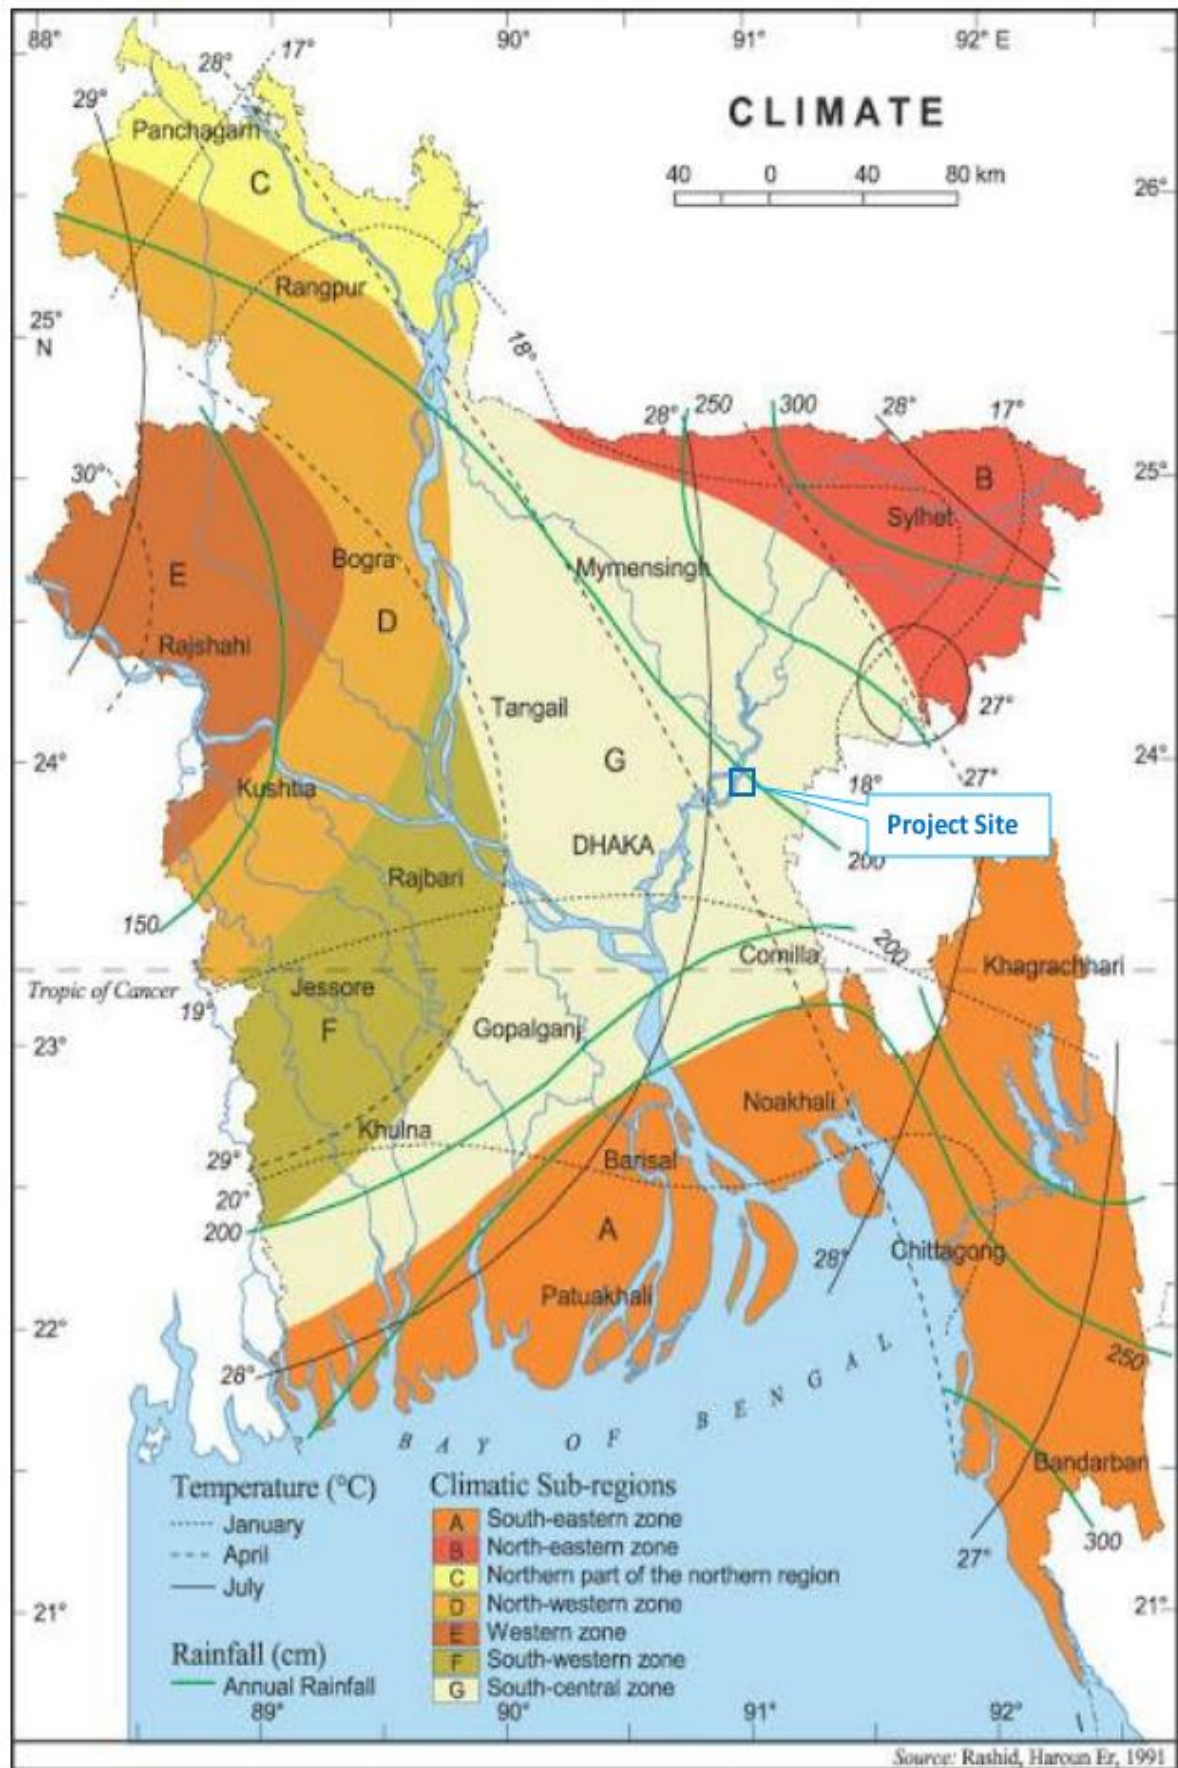 88° 90° 91° 92° E
17°
28°
29°
CLIMATE
Panchagarh
40 0 40 80 km
C
26°
Rangpur
25°
N
18°
28° 250 300 28° 17°
30°
25°
B
Sylhet
Bogra
Mymensingh
E
D
Rajshahi
Tangail
27°
G
24°
24°
Kushtia
18°
27°
Project Site
DHAKA
200
Rajbari
150
Comilla
200
Khagrachhari
Tropic of Cancer
Jessore
19°
F
Gopalganj
23°
23°
Noakhali
Khulna
29°
Barisal
20°
200
A
Chittagong
28°
Patuakhali
22°
22°
250
28°
BAY OF BENGAL
Bandarban
Temperature (°C)
January
April
July
Rainfall (cm)
Annual Rainfall
Climatic Sub-regions
A South-eastern zone
B North-eastern zone
C Northern part of the northern region
D North-western zone
E Western zone
F South-western zone
G South-central zone
300
27°
21°
21°
89° 90° 91° 92°
Source: Rashid, Haroun Er, 1991